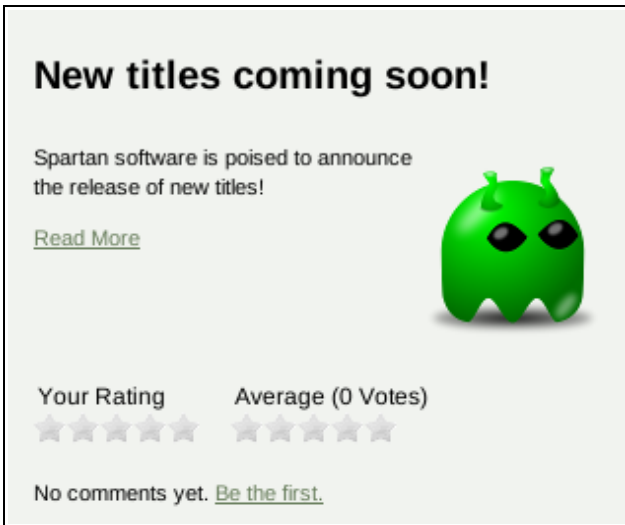 New titles coming soon!
Spartan software is poised to announce
the release of new titles!
Read More
Your Rating Average (0 Votes)
No comments yet. Be the first.